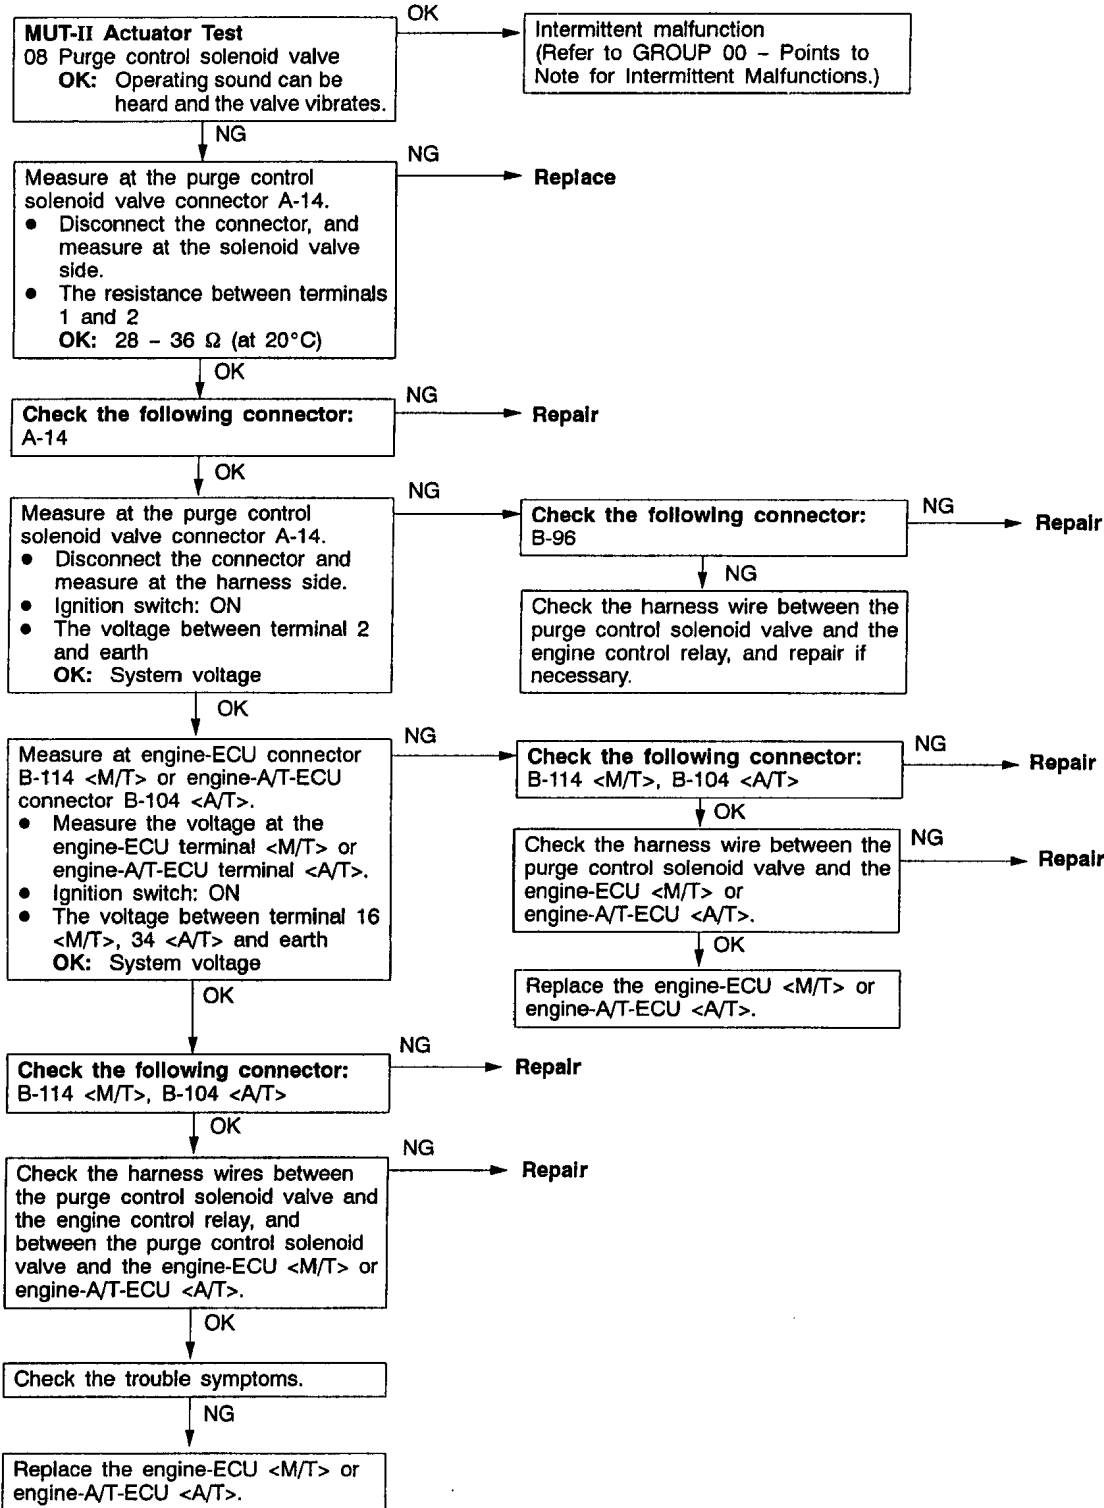 MUT-II Actuator Test
08 Purge control solenoid valve
OK: Operating sound can be
heard and the valve vibrates.
OK
Intermittent malfunction
(Refer to GROUP 00 – Points to
Note for Intermittent Malfunctions.)
NG
Measure at the purge control
solenoid valve connector A-14.
● Disconnect the connector, and
measure at the solenoid valve
side.
● The resistance between terminals
1 and 2
OK: 28 – 36 Ω (at 20°C)
NG
Replace
OK
Check the following connector:
A-14
NG
Repair
OK
Measure at the purge control
solenoid valve connector A-14.
● Disconnect the connector and
measure at the harness side.
● Ignition switch: ON
● The voltage between terminal 2
and earth
OK: System voltage
NG
Check the following connector:
B-96
NG
Repair
NG
Check the harness wire between the
purge control solenoid valve and the
engine control relay, and repair if
necessary.
OK
Measure at engine-ECU connector
B-114 <M/T> or engine-A/T-ECU
connector B-104 <A/T>.
● Measure the voltage at the
engine-ECU terminal <M/T> or
engine-A/T-ECU terminal <A/T>.
● Ignition switch: ON
● The voltage between terminal 16
<M/T>, 34 <A/T> and earth
OK: System voltage
NG
Check the following connector:
B-114 <M/T>, B-104 <A/T>
NG
Repair
OK
Check the harness wire between the
purge control solenoid valve and the
engine-ECU <M/T> or
engine-A/T-ECU <A/T>.
NG
Repair
OK
Replace the engine-ECU <M/T> or
engine-A/T-ECU <A/T>.
OK
Check the following connector:
B-114 <M/T>, B-104 <A/T>
NG
Repair
OK
Check the harness wires between
the purge control solenoid valve and
the engine control relay, and
between the purge control solenoid
valve and the engine-ECU <M/T> or
engine-A/T-ECU <A/T>.
NG
Repair
OK
Check the trouble symptoms.
NG
Replace the engine-ECU <M/T> or
engine-A/T-ECU <A/T>.